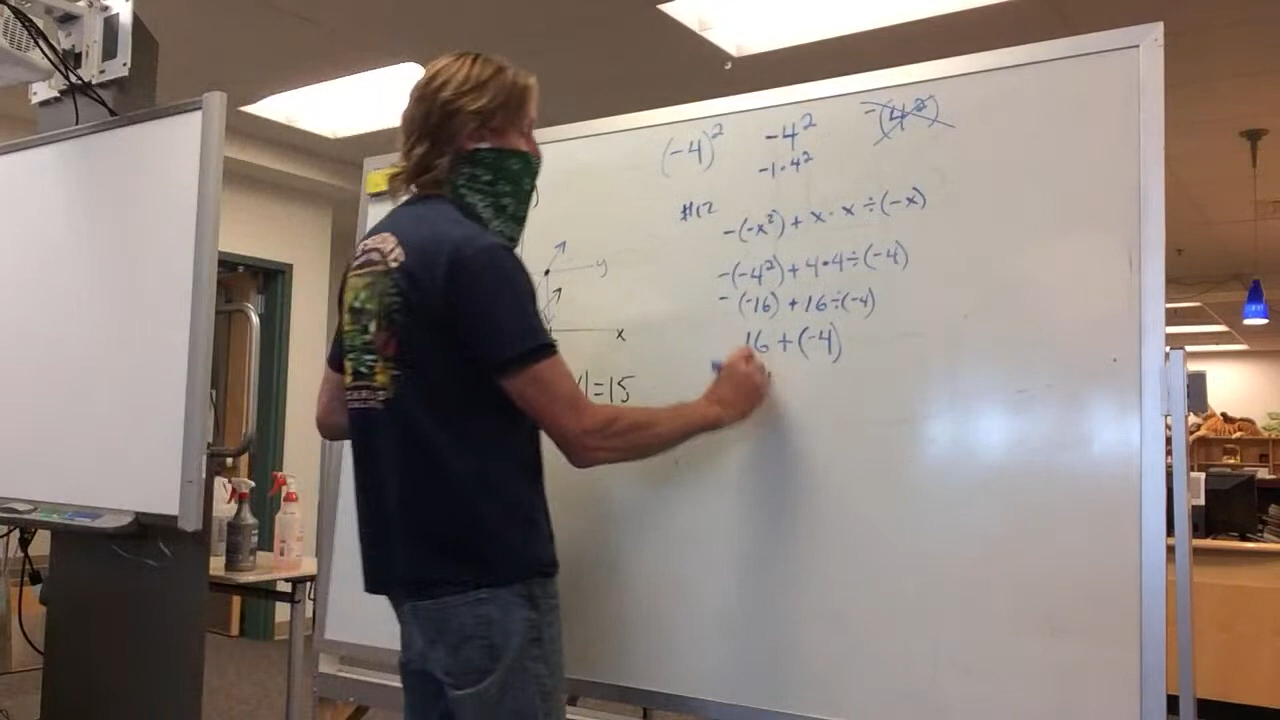 (-4)² -4² -(4²)
-1·4²
#12
-(-x²) + x · x ÷ (-x)
-(-4²) + 4·4 ÷ (-4)
-(-16) + 16 ÷ (-4)
16 + (-4)
y
x
=15